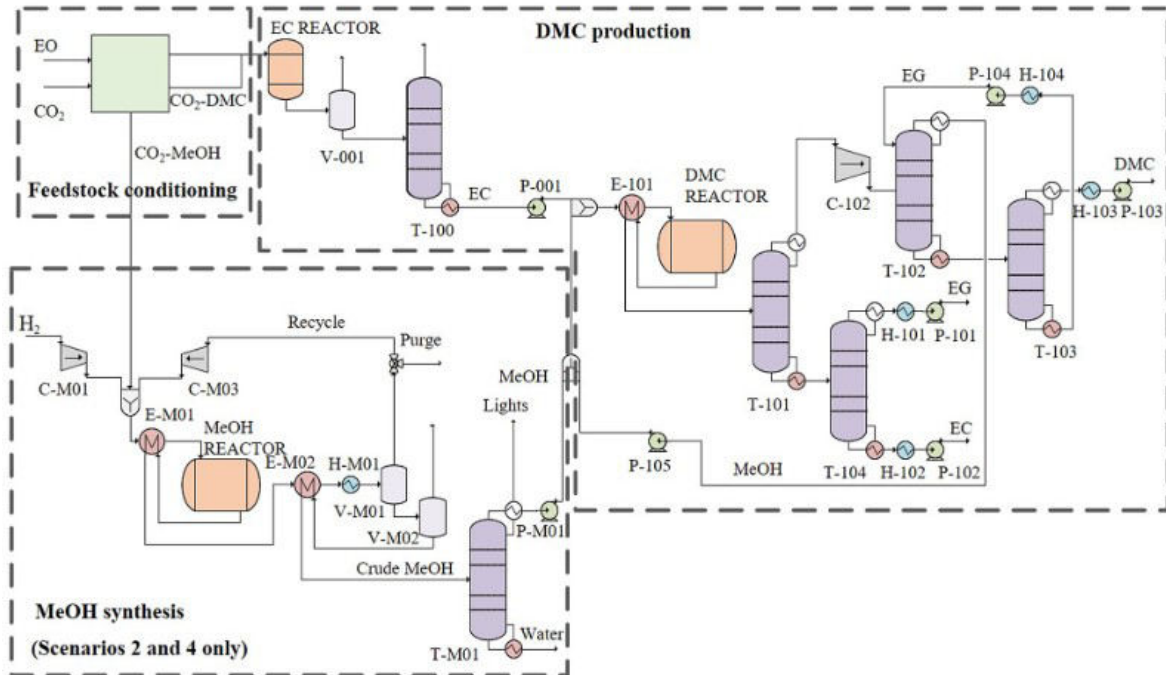 EC REACTOR
DMC production
EO
CO₂
CO₂-DMC
V-001
CO₂-MeOH
Feedstock conditioning
EC
P-001
T-100
E-101
DMC
REACTOR
EG
P-104
H-104
C-102
DMC
H-103
P-103
T-102
T-103
T-101
EG
H-101
P-101
EC
T-104
H-102
P-102
MeOH
P-105
MeOH
H₂
Recycle
Purge
C-M01
C-M03
E-M01
MeOH
REACTOR
E-M02
H-M01
V-M01
V-M02
Lights
P-M01
Crude MeOH
Water
T-M01
MeOH synthesis
(Scenarios 2 and 4 only)